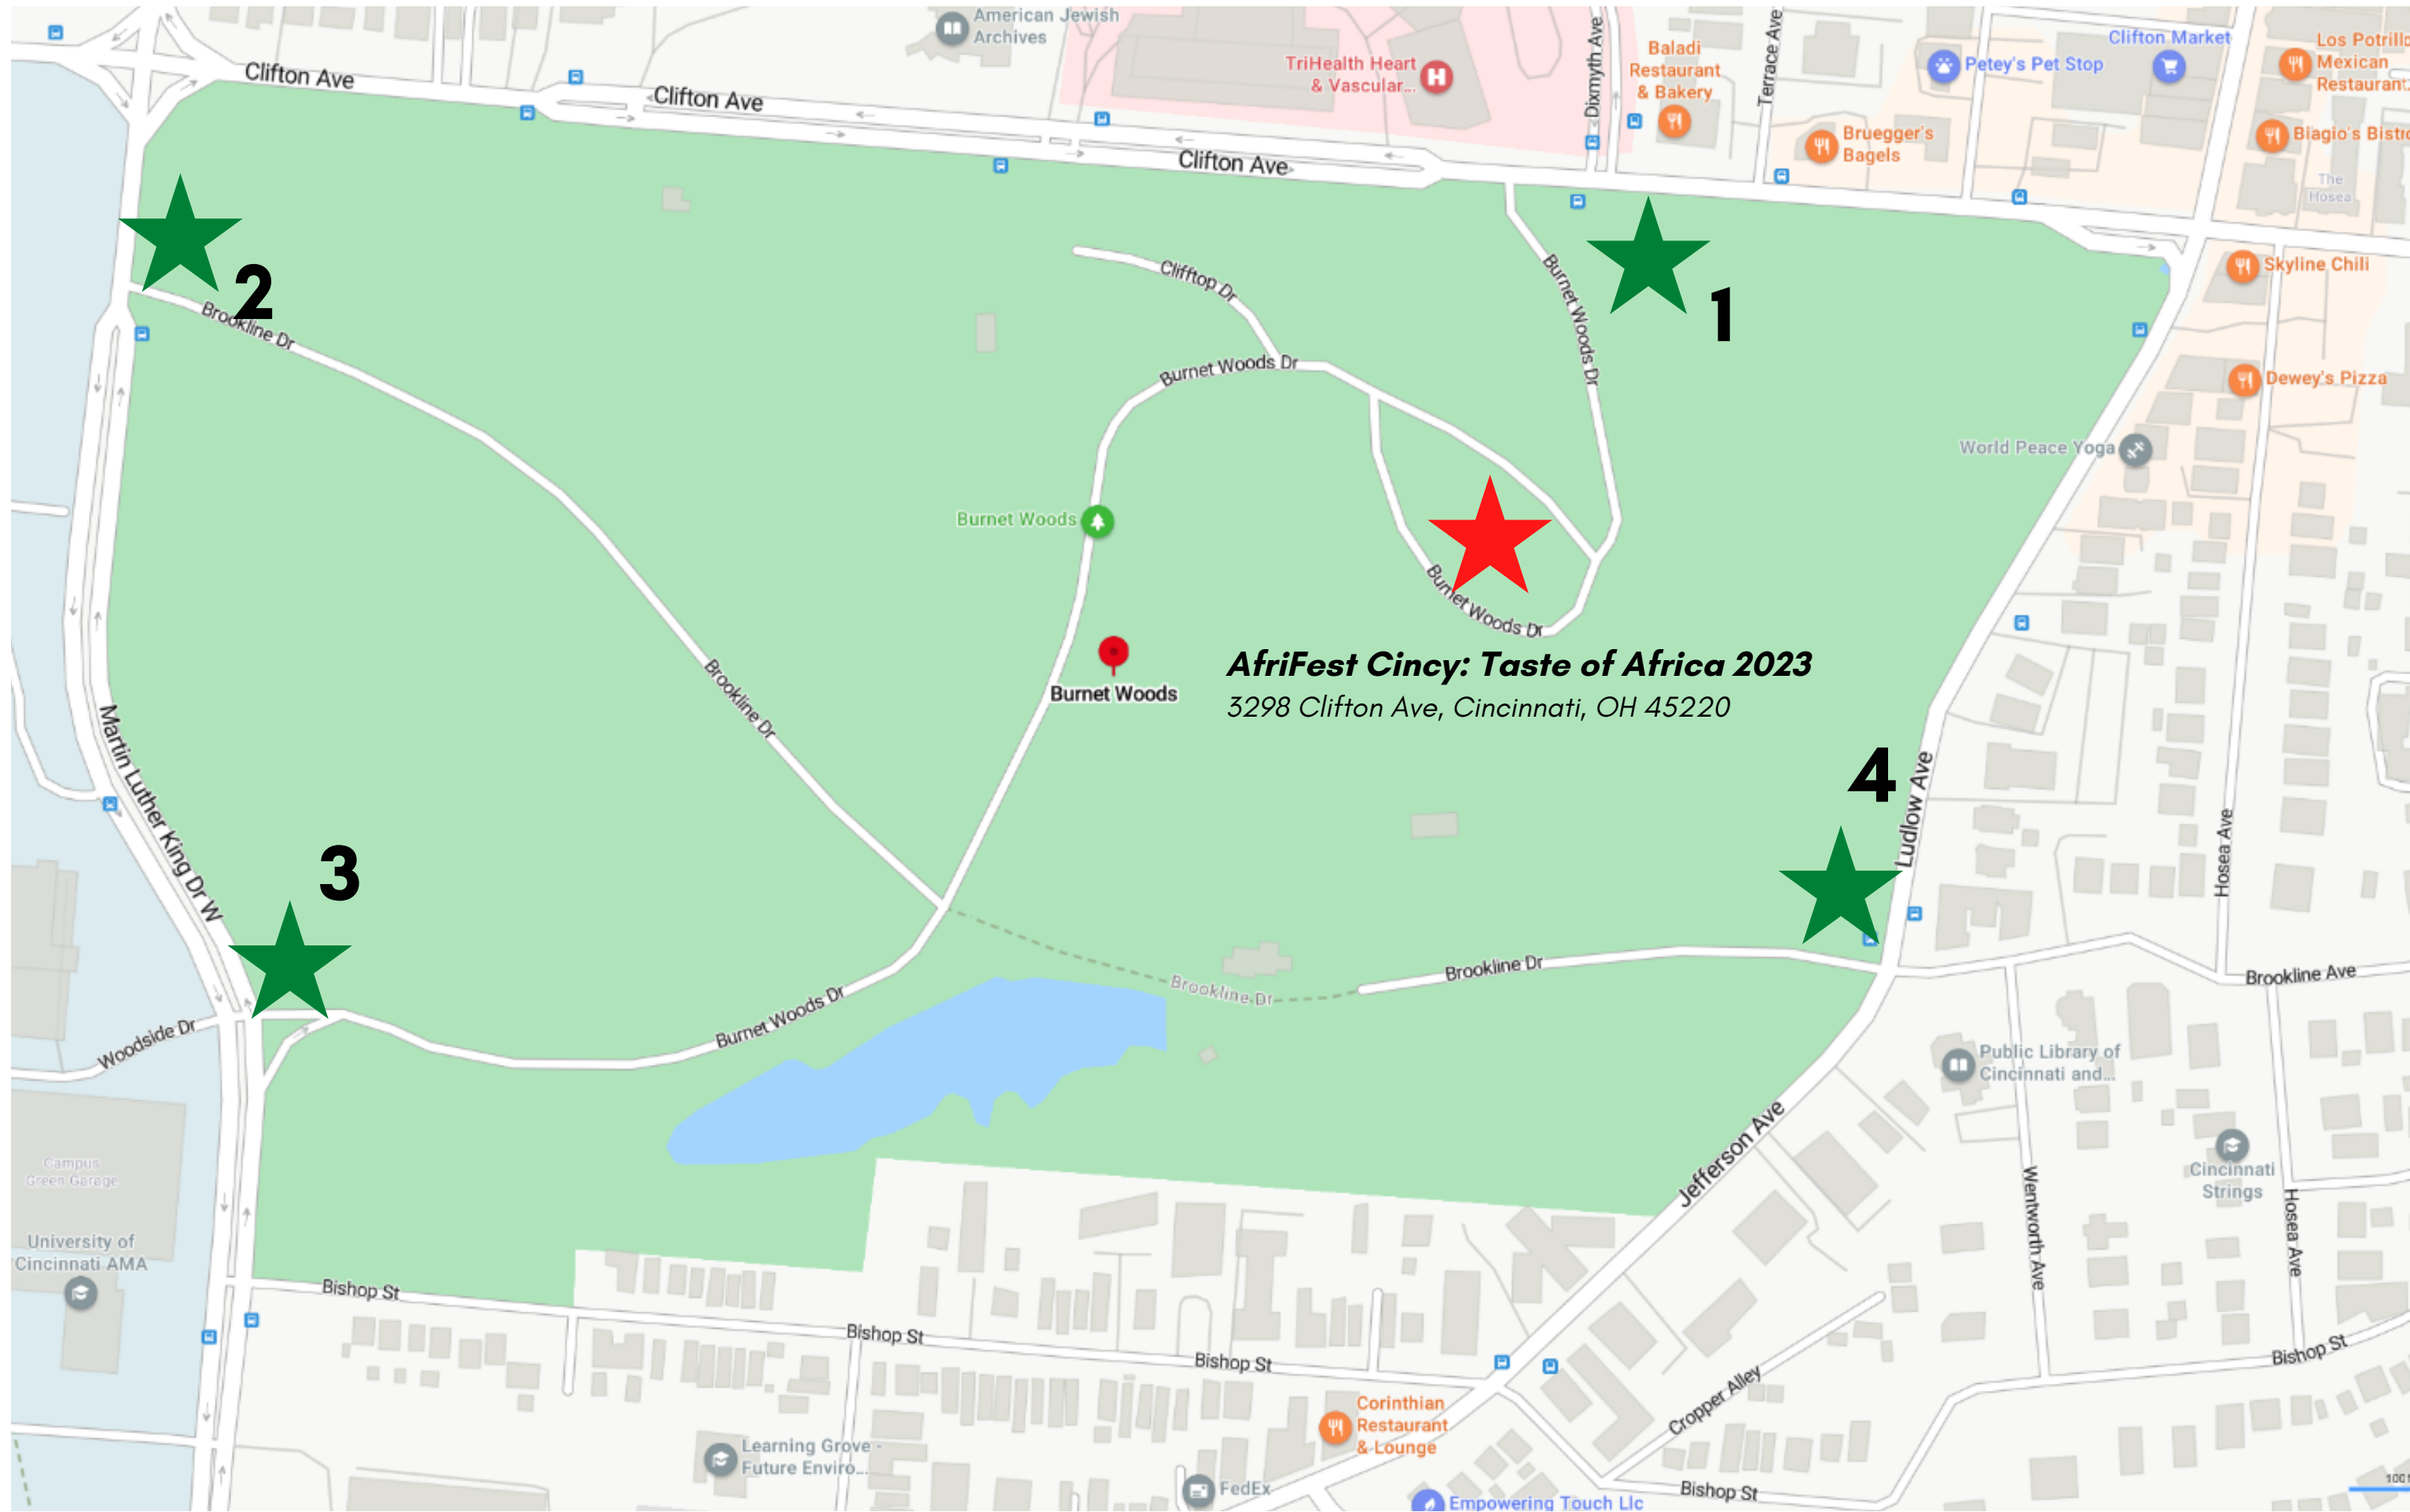 American Jewish
Archives
Clifton Ave
Clifton Ave
Clifton Ave
TriHealth Heart
& Vascular...
Dixmyth Ave
Baladi
Restaurant
& Bakery
Terrace Ave
Petey's Pet Stop
Clifton Market
Mexican
Bruegger's
Bagels
The
Hosea
Skyline Chili
Dewey's Pizza
World Peace Yoga
2
Brookline Dr
Clifftop Dr
Burnet Woods Dr
1
Burnet Woods Dr
Burnet Woods
Burnet Woods Dr
Burnet Woods
AfriFest Cincy: Taste of Africa 2023
3298 Clifton Ave, Cincinnati, OH 45220
Brookline Dr
Martin Luther King Dr W
3
4
Ludlow Ave
Hosea Ave
Brookline Dr
Brookline Dr
Brookline Ave
Burnet Woods Dr
Woodside Dr
Public Library of
Cincinnati and...
Jefferson Ave
Wentworth Ave
Cincinnati
Strings
Hosea Ave
Campus
Green Garage
University of
Cincinnati AMA
Bishop St
Bishop St
Bishop St
Bishop St
Cropper Alley
Corinthian
Restaurant
& Lounge
Learning Grove -
Future Enviro...
FedEx
Empowering Touch Llc
Bishop St